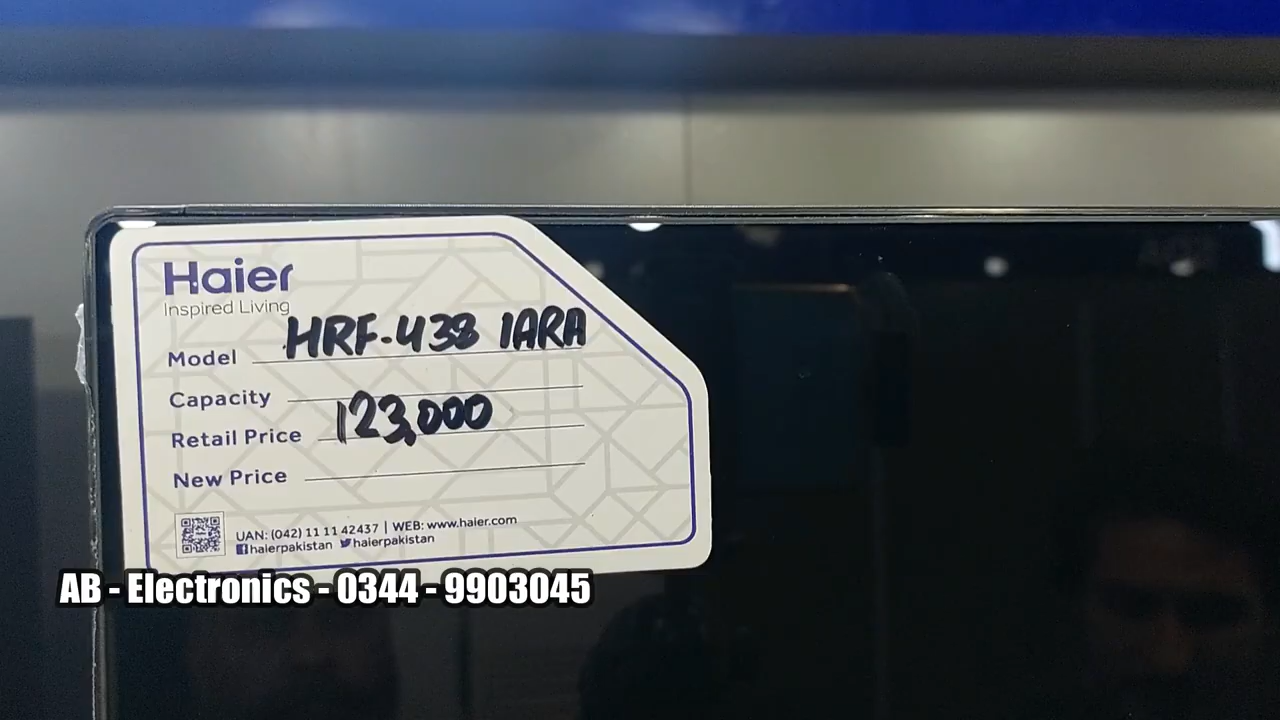 Haier
Inspired Living
Model HRF-438 IARA
Capacity
Retail Price 123,000
New Price
UAN: (042) 11 11 42437 | WEB: www.haier.com
haierpakistan haierpakistan
AB - Electronics - 0344 - 9903045